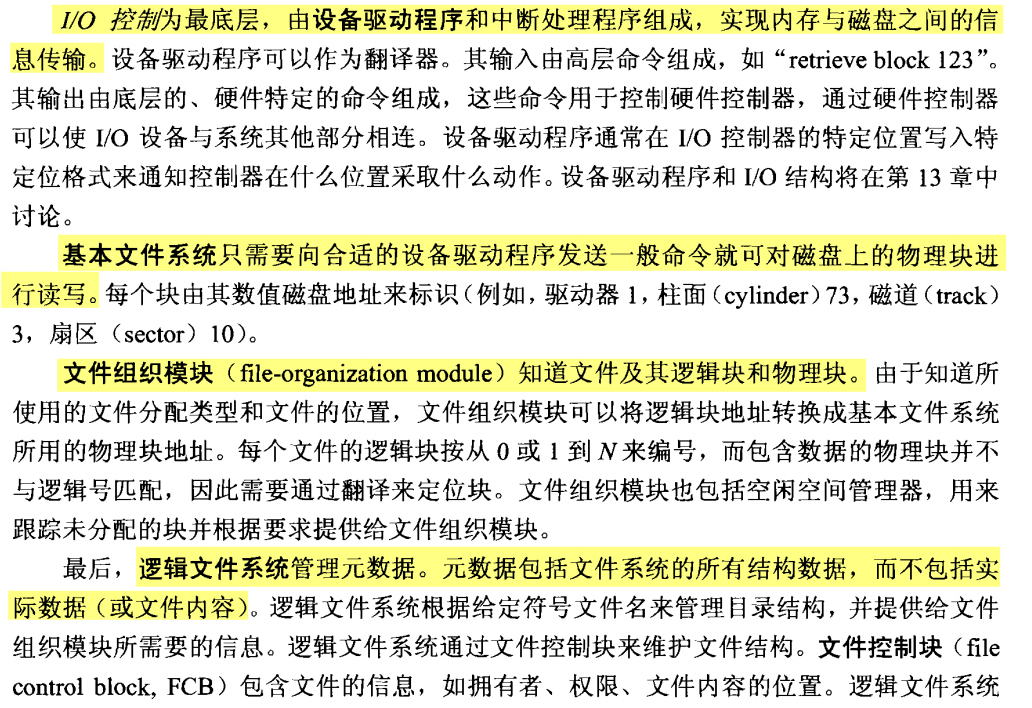 I/O 控制为最底层，由设备驱动程序和中断处理程序组成，实现内存与磁盘之间的信
息传输。设备驱动程序可以作为翻译器。其输入由高层命令组成，如“retrieve block 123”。
其输出由底层的、硬件特定的命令组成，这些命令用于控制硬件控制器，通过硬件控制器
可以使 I/O 设备与系统其他部分相连。设备驱动程序通常在 I/O 控制器的特定位置写入特
定位格式来通知控制器在什么位置采取什么动作。设备驱动程序和 I/O 结构将在第 13 章中
讨论。
基本文件系统只需要向合适的设备驱动程序发送一般命令就可对磁盘上的物理块进
行读写。每个块由其数值磁盘地址来标识（例如，驱动器 1，柱面（cylinder）73，磁道（track）
3，扇区（sector）10）。
文件组织模块（file-organization module）知道文件及其逻辑块和物理块。由于知道所
使用的文件分配类型和文件的位置，文件组织模块可以将逻辑块地址转换成基本文件系统
所用的物理块地址。每个文件的逻辑块按从 0 或 1 到 N 来编号，而包含数据的物理块并不
与逻辑号匹配，因此需要通过翻译来定位块。文件组织模块也包括空闲空间管理器，用来
跟踪未分配的块并根据要求提供给文件组织模块。
最后，逻辑文件系统管理元数据。元数据包括文件系统的所有结构数据，而不包括实
际数据（或文件内容）。逻辑文件系统根据给定符号文件名来管理目录结构，并提供给文件
组织模块所需要的信息。逻辑文件系统通过文件控制块来维护文件结构。文件控制块（file
control block, FCB）包含文件的信息，如拥有者、权限、文件内容的位置。逻辑文件系统